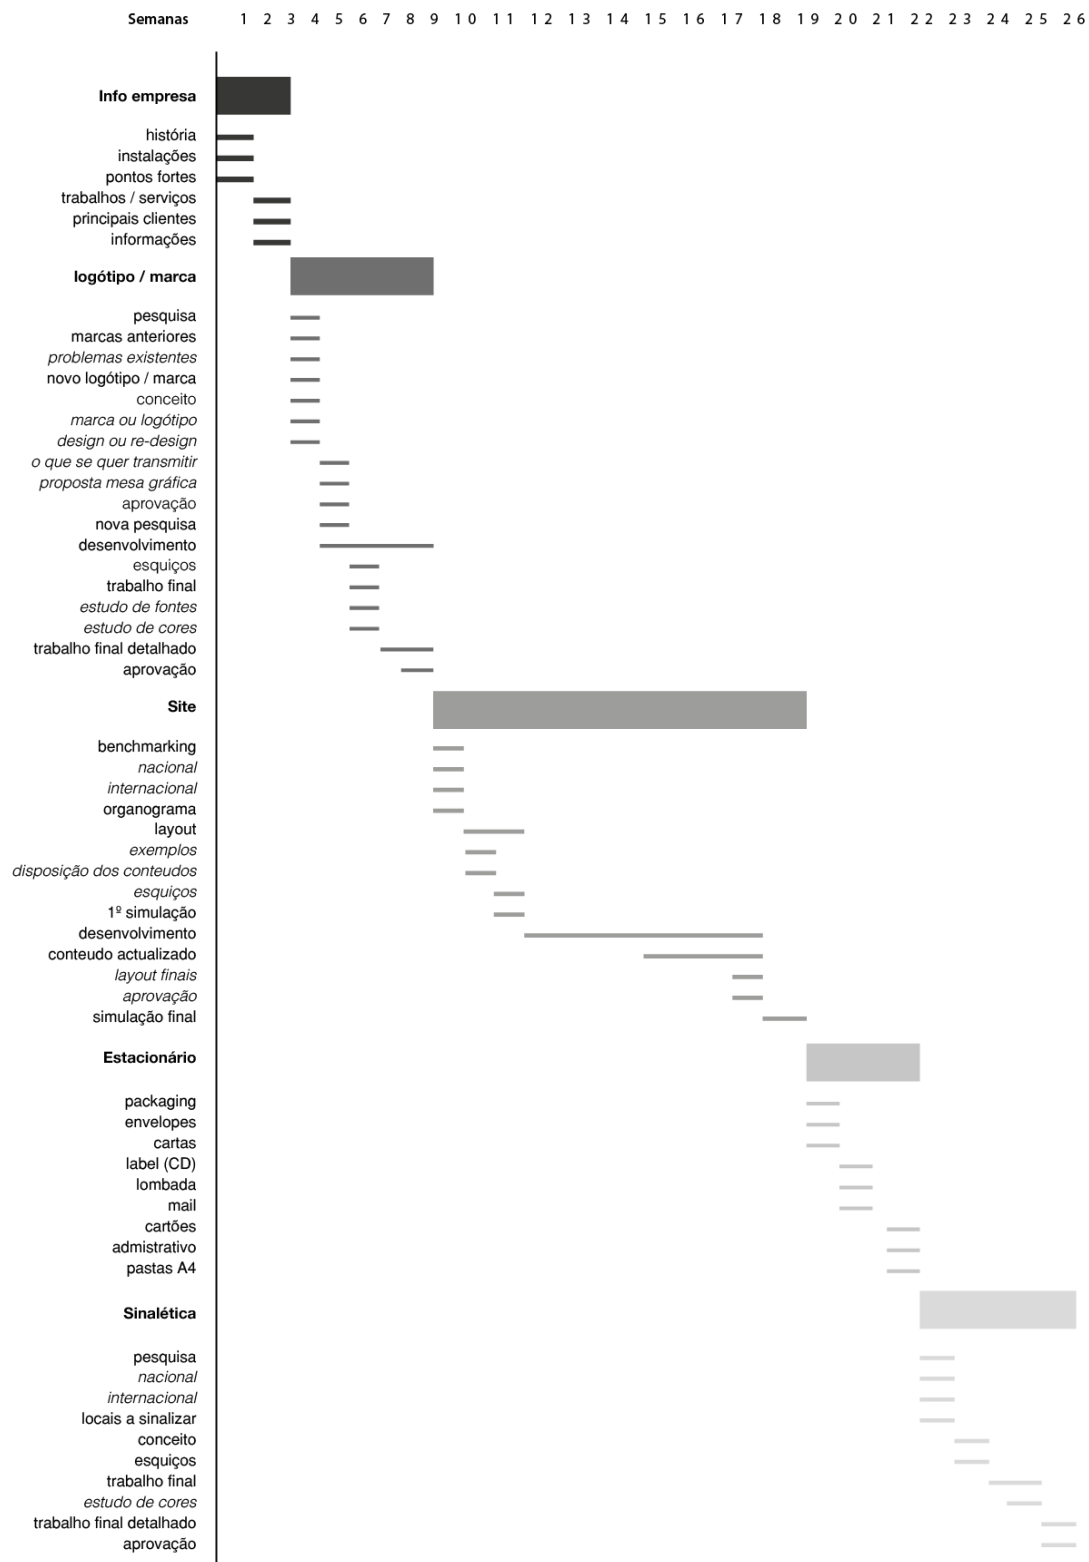 Semanas 1 2 3 4 5 6 7 8 9 10 11 12 13 14 15 16 17 18 19 20 21 22 23 24 25 26
Info empresa
história
instalações
pontos fortes
trabalhos / serviços
principais clientes
informações
logótipo / marca
pesquisa
marcas anteriores
problemas existentes
novo logótipo / marca
conceito
marca ou logótipo
design ou re-design
o que se quer transmitir
proposta mesa gráfica
aprovação
nova pesquisa
desenvolvimento
esquiços
trabalho final
estudo de fontes
estudo de cores
trabalho final detalhado
aprovação
Site
benchmarking
nacional
internacional
organograma
layout
exemplos
disposição dos conteudos
esquiços
1º simulação
desenvolvimento
conteudo actualizado
layout finais
aprovação
simulação final
Estacionário
packaging
envelopes
cartas
label (CD)
lombada
mail
cartões
admistrativo
pastas A4
Sinalética
pesquisa
nacional
internacional
locais a sinalizar
conceito
esquiços
trabalho final
estudo de cores
trabalho final detalhado
aprovação